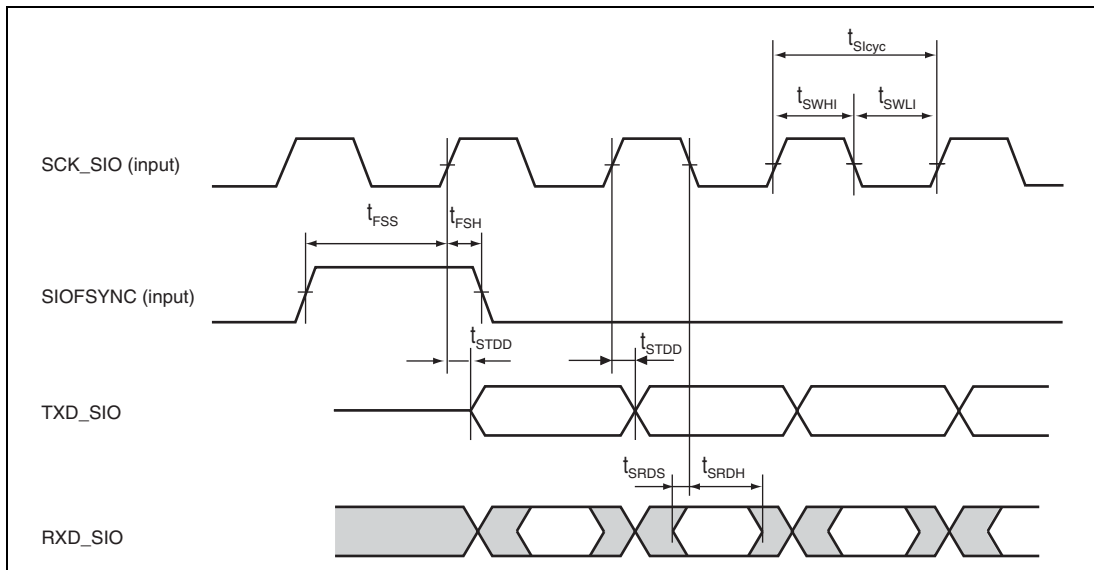 tSIcyc
tSWHI tSWLI
SCK_SIO (input)
tFSS tFSH
SIOFSYNC (input)
tSTDD tSTDD
TXD_SIO
tSRDS tSRDH
RXD_SIO